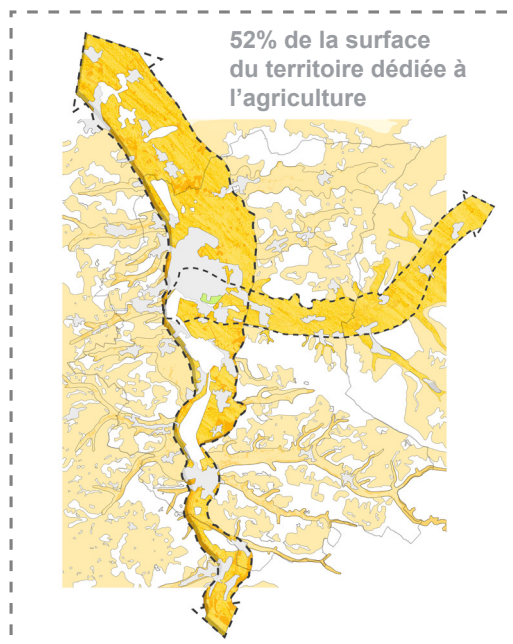 52% de la surface
du territoire dédiée à
l’agriculture